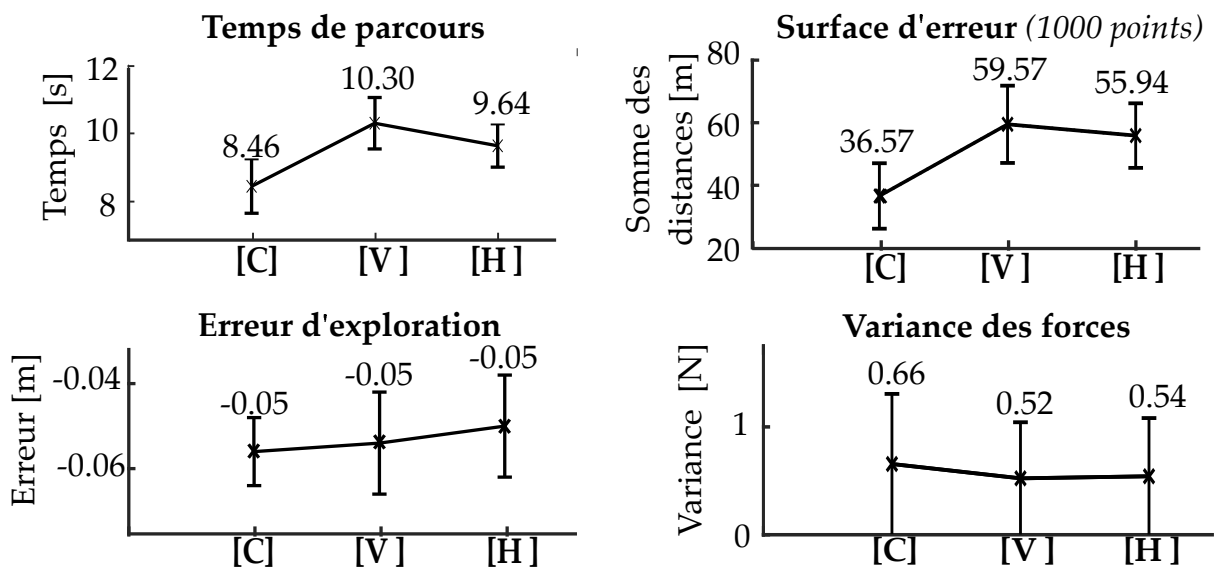 Temps de parcours
Temps [s]
12
10
8
8.46
10.30
9.64
[C]
[V ]
[H ]
Surface d'erreur (1000 points)
Somme des
distances [m]
80
60
40
20
36.57
59.57
55.94
[C]
[V ]
[H ]
Erreur d'exploration
Erreur [m]
-0.04
-0.06
-0.05
-0.05
-0.05
[C]
[V ]
[H ]
Variance des forces
Variance [N]
1
0
0.66
0.52
0.54
[C]
[V ]
[H ]